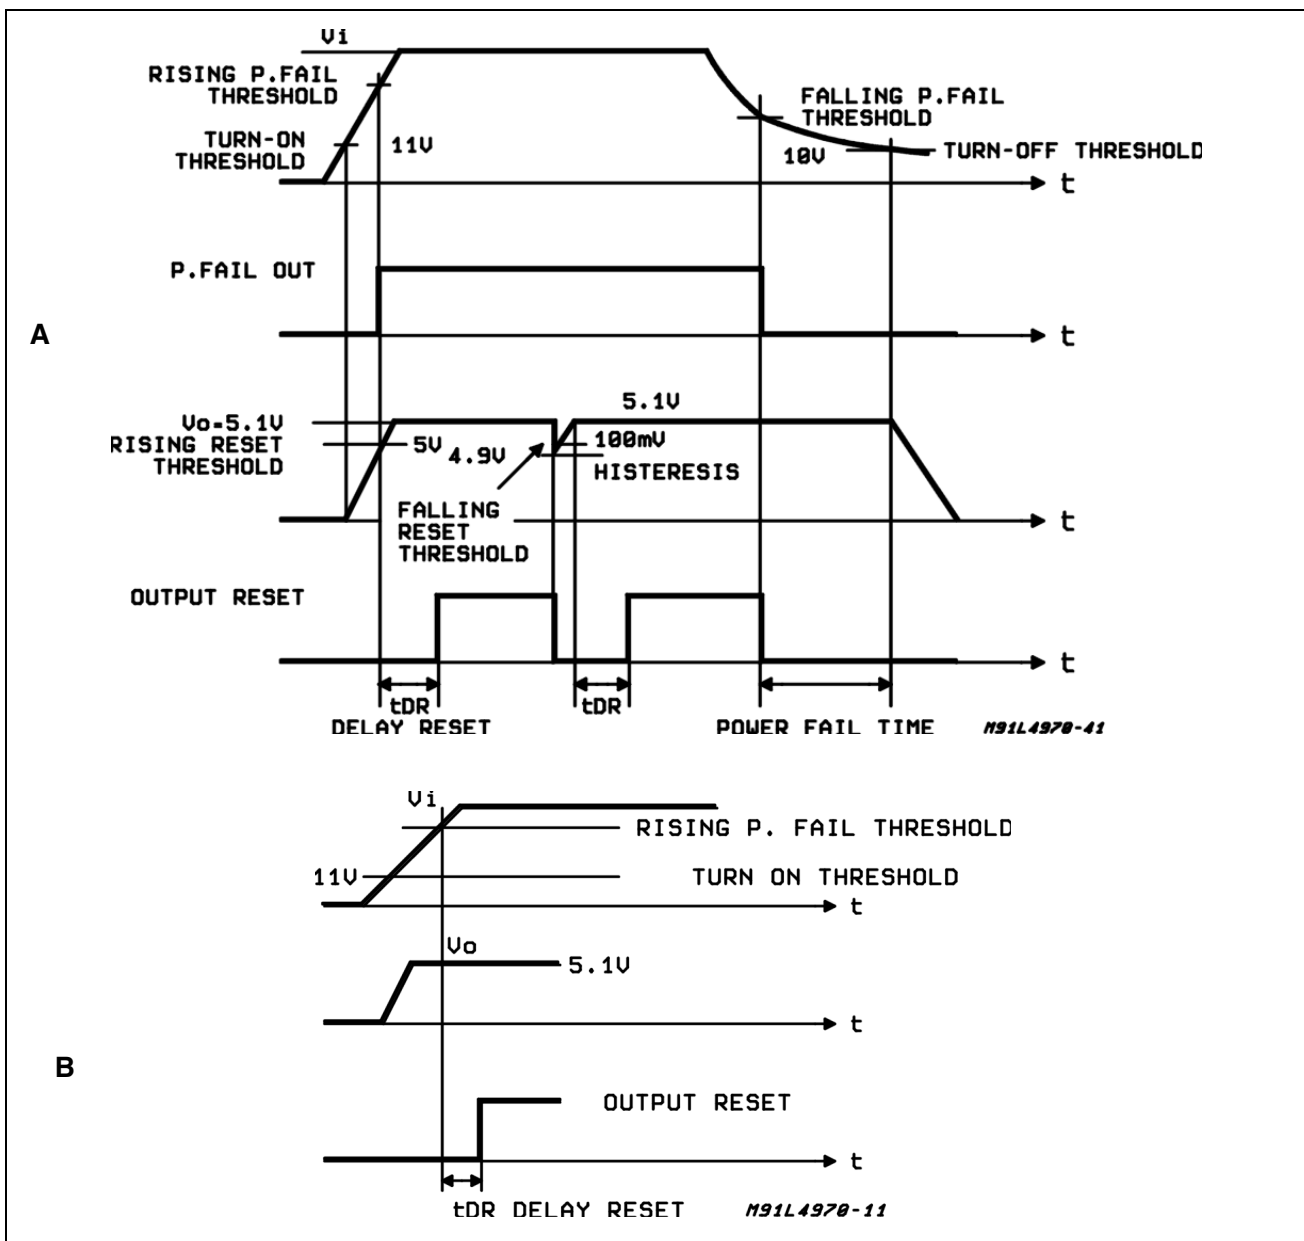 Vi
RISING P.FAIL
THRESHOLD
TURN-ON
THRESHOLD
11V
FALLING P.FAIL
THRESHOLD
10V
TURN-OFF THRESHOLD
t
P.FAIL OUT
A
t
5.1V
Vo=5.1V
RISING RESET
THRESHOLD
5V
4.9V
100mV
HISTERESIS
FALLING
RESET
THRESHOLD
t
OUTPUT RESET
t
tDR
DELAY RESET
tDR
POWER FAIL TIME
M91L4970-41
Vi
RISING P. FAIL THRESHOLD
11V
TURN ON THRESHOLD
t
Vo
5.1V
t
B
OUTPUT RESET
t
tDR DELAY RESET
M91L4970-11